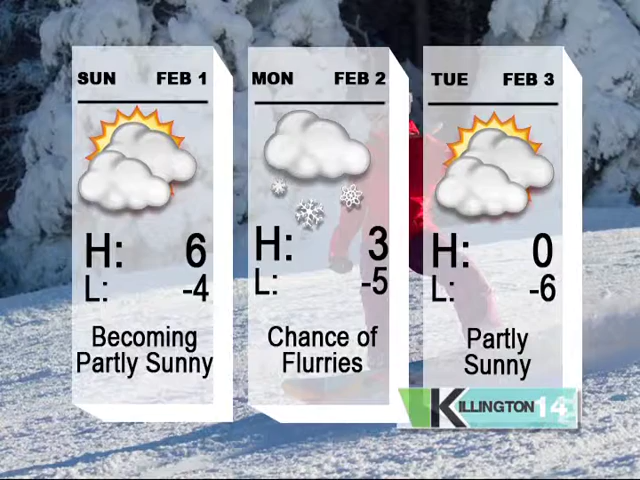 SUN FEB 1
H: 6
L: -4
Becoming
Partly Sunny
MON FEB 2
H: 3
L: -5
Chance of
Flurries
TUE FEB 3
H: 0
L: -6
Partly
Sunny
KILLINGTON 14